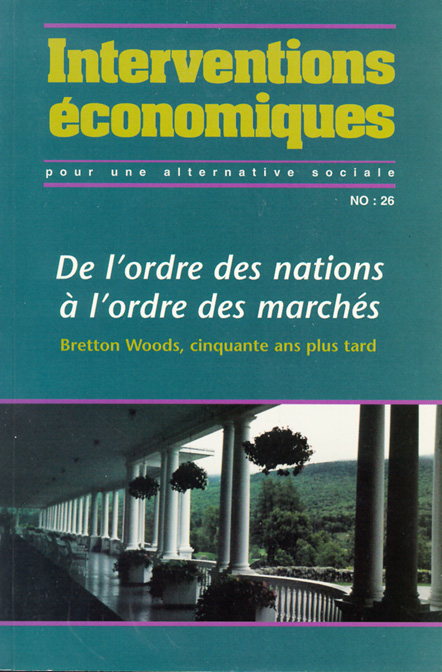 Interventions
économiques
pour une alternative sociale
NO : 26
De l'ordre des nations
à l'ordre des marchés
Bretton Woods, cinquante ans plus tard